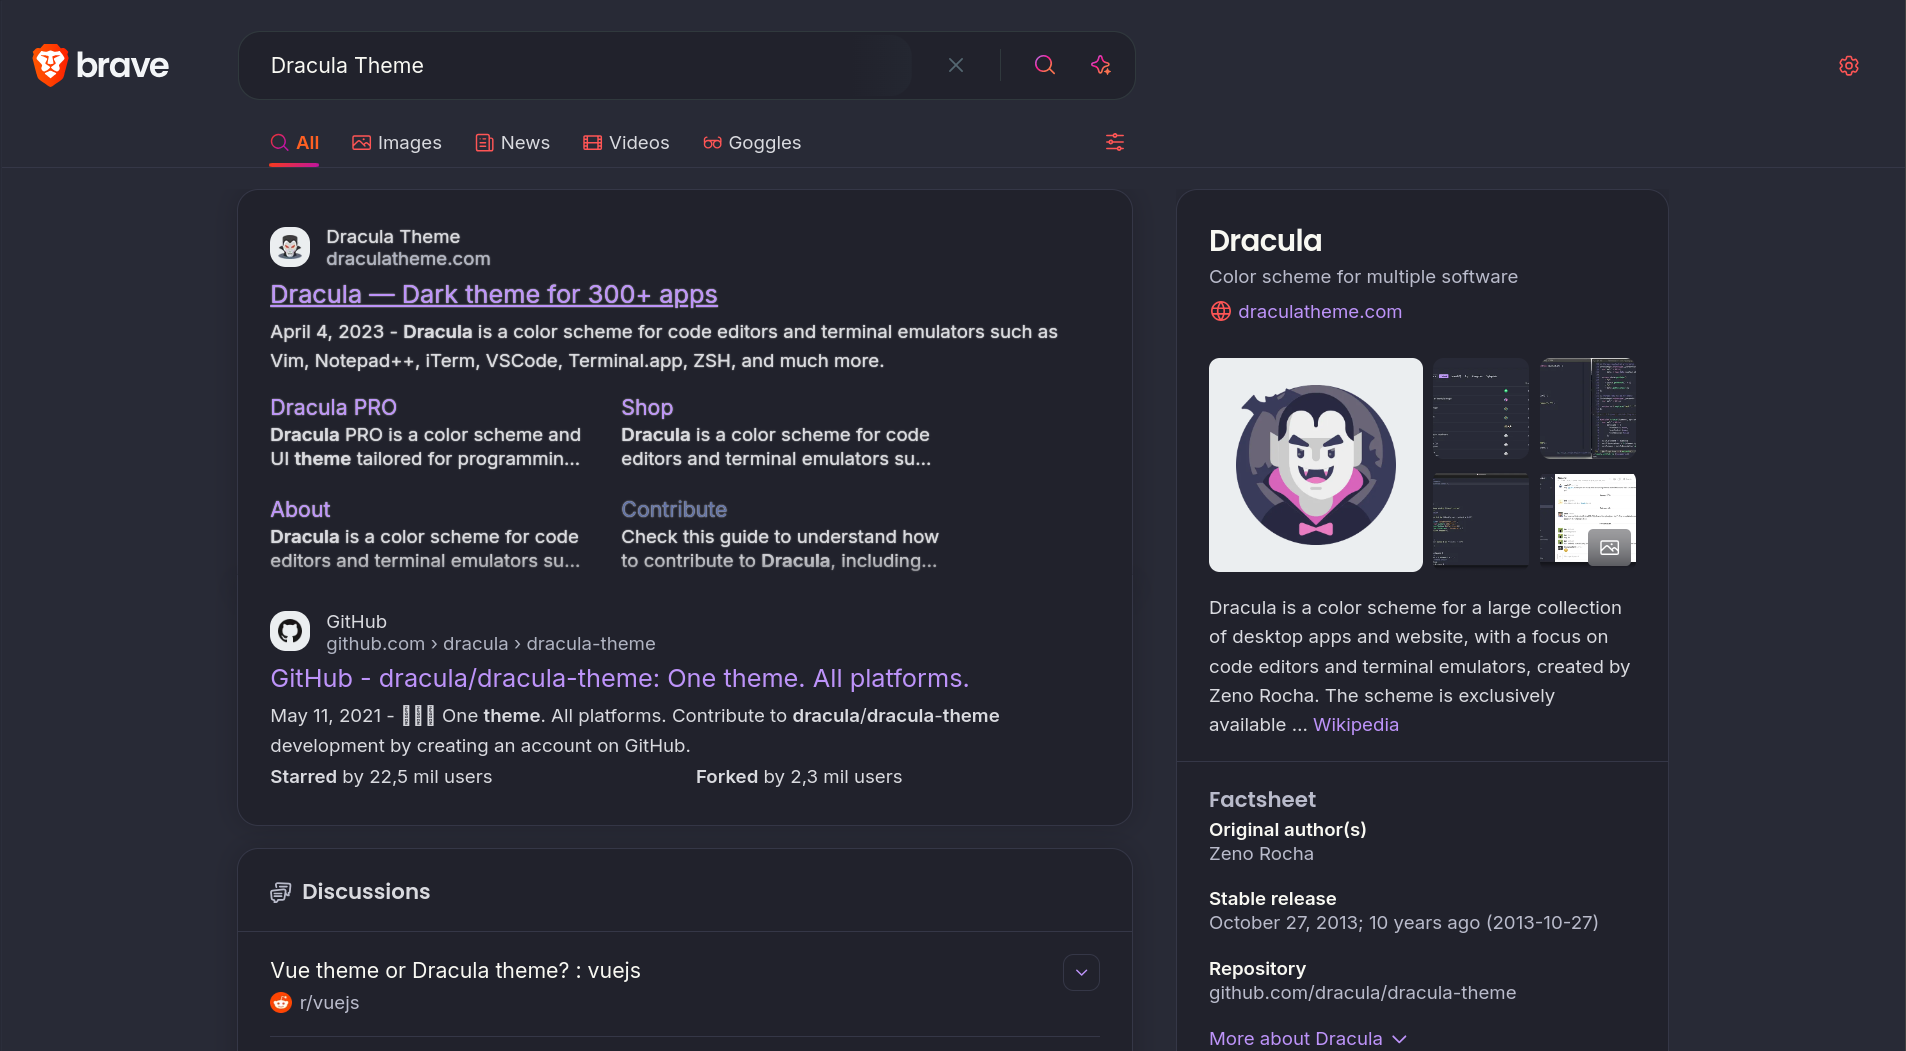 brave
Dracula Theme
All
Images
News
Videos
Goggles
Dracula Theme
draculatheme.com
Dracula — Dark theme for 300+ apps
April 4, 2023 - Dracula is a color scheme for code editors and terminal emulators such as
Vim, Notepad++, iTerm, VSCode, Terminal.app, ZSH, and much more.
Dracula PRO
Dracula PRO is a color scheme and
UI theme tailored for programmin...
Shop
Dracula is a color scheme for code
editors and terminal emulators su...
About
Dracula is a color scheme for code
editors and terminal emulators su...
Contribute
Check this guide to understand how
to contribute to Dracula, including...
GitHub
github.com › dracula › dracula-theme
GitHub - dracula/dracula-theme: One theme. All platforms.
May 11, 2021 - One theme. All platforms. Contribute to dracula/dracula-theme
development by creating an account on GitHub.
Starred by 22,5 mil users
Forked by 2,3 mil users
Discussions
Vue theme or Dracula theme? : vuejs
r/vuejs
Dracula
Color scheme for multiple software
draculatheme.com
Dracula is a color scheme for a large collection
of desktop apps and website, with a focus on
code editors and terminal emulators, created by
Zeno Rocha. The scheme is exclusively
available ... Wikipedia
Factsheet
Original author(s)
Zeno Rocha
Stable release
October 27, 2013; 10 years ago (2013-10-27)
Repository
github.com/dracula/dracula-theme
More about Dracula